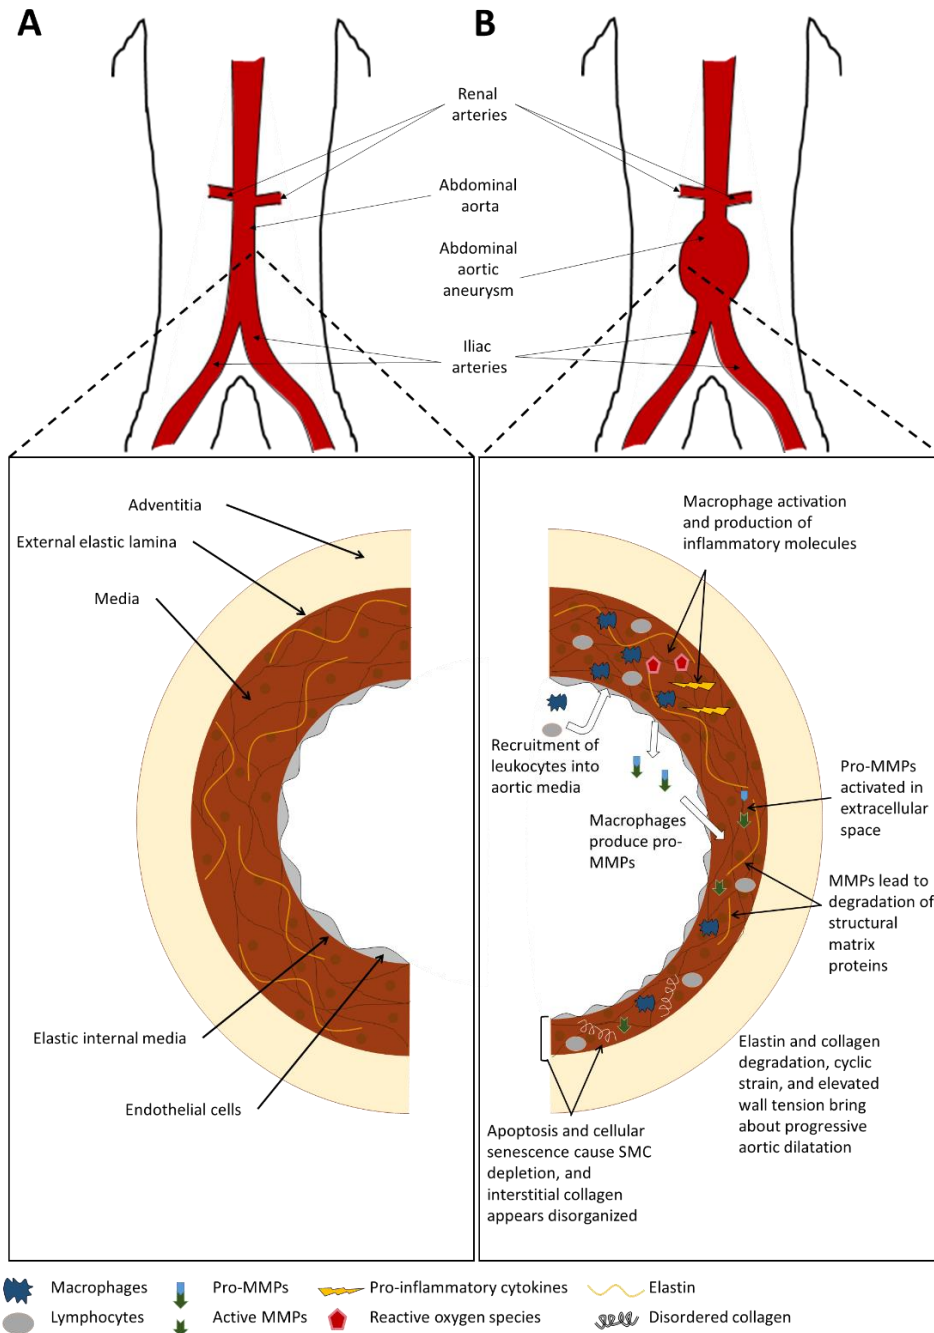 A
B
Renal
arteries
Abdominal
aorta
Abdominal
aortic
aneurysm
Iliac
arteries
Adventitia
External elastic lamina
Media
Elastic internal media
Endothelial cells
Macrophage activation
and production of
inflammatory molecules
Recruitment of
leukocytes into
aortic media
Macrophages
produce pro-
MMPs
Pro-MMPs
activated in
extracellular
space
MMPs lead to
degradation of
structural
matrix
proteins
Elastin and collagen
degradation, cyclic
strain, and elevated
wall tension bring
about progressive
aortic dilatation
Apoptosis and cellular
senescence cause SMC
depletion, and
interstitial collagen
appears disorganized
Macrophages
Pro-MMPs
Pro-inflammatory cytokines
Elastin
Lymphocytes
Active MMPs
Reactive oxygen species
Disordered collagen